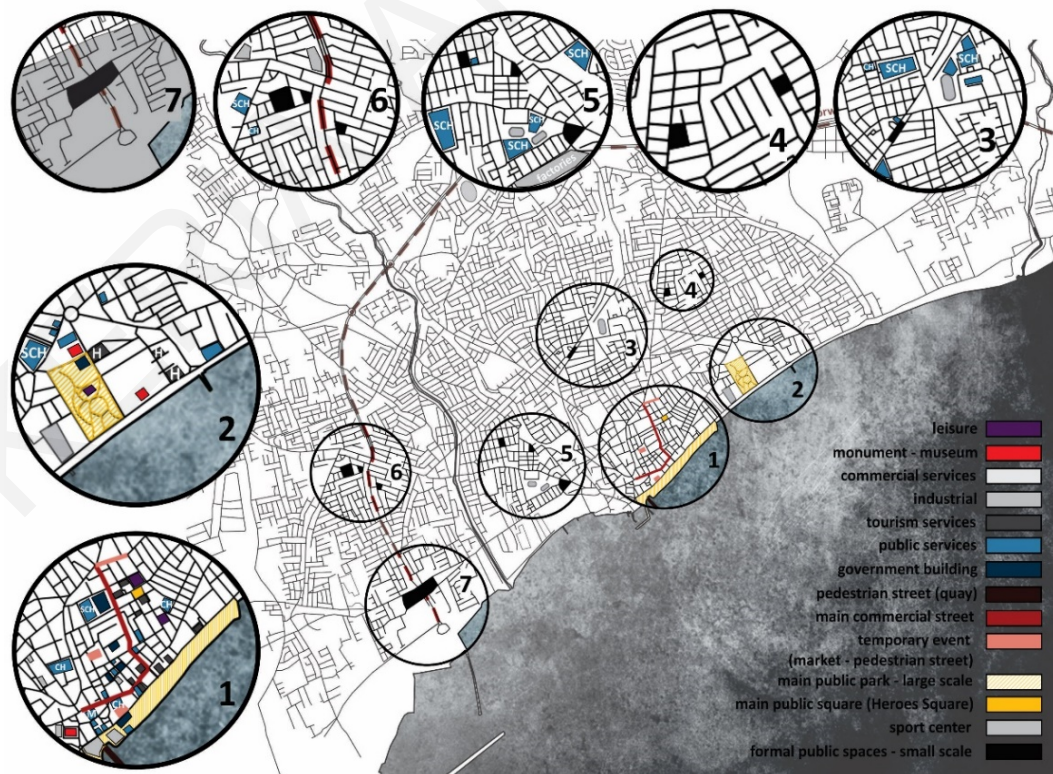 7
6
SCH
CH
5
SCH
SCH
SCH
SCH
factories
4
3
CH
SCH
SCH
4
3
2
1
5
6
7
2
SCH
H
H
H
1
SCH
CH
CH
CH
M
leisure
monument - museum
commercial services
industrial
tourism services
public services
government building
pedestrian street (quay)
main commercial street
temporary event
(market - pedestrian street)
main public park - large scale
main public square (Heroes Square)
sport center
formal public spaces - small scale